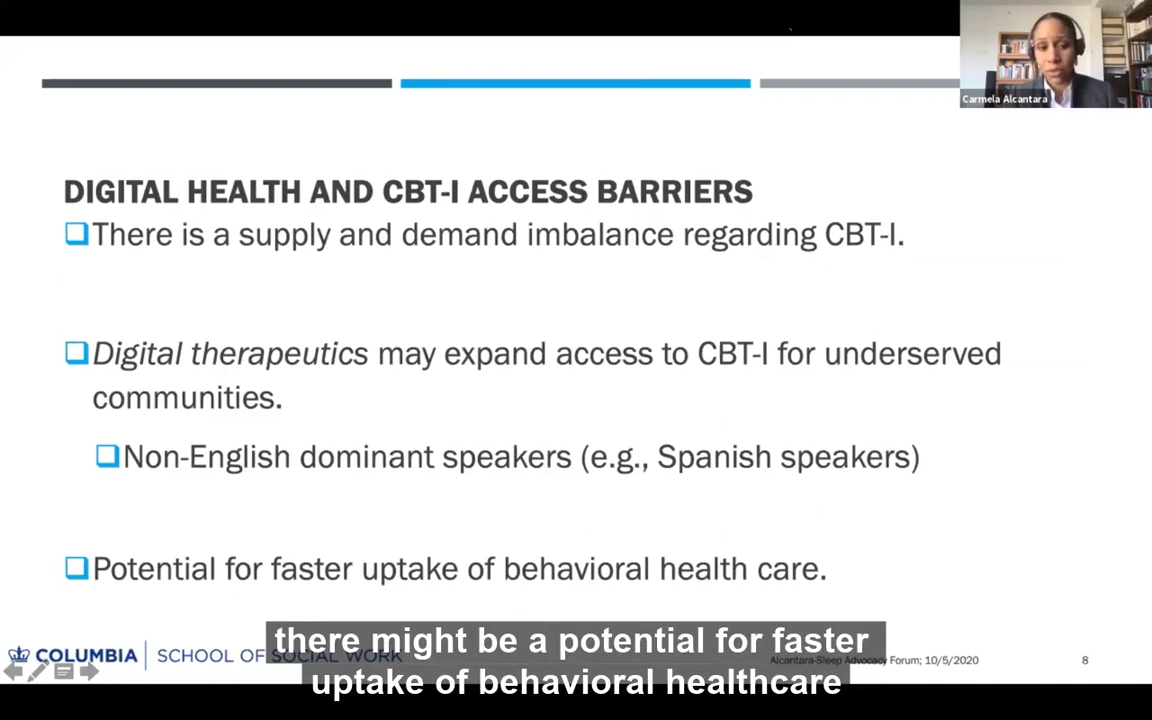 Carmela Alcantara
DIGITAL HEALTH AND CBT-I ACCESS BARRIERS
There is a supply and demand imbalance regarding CBT-I.
Digital therapeutics may expand access to CBT-I for underserved
communities.
Non-English dominant speakers (e.g., Spanish speakers)
Potential for faster uptake of behavioral health care.
there might be a potential for faster
uptake of behavioral healthcare
COLUMBIA SCHOOL OF SOCIAL WORK
Alcantara-Sleep Advocacy Forum; 10/5/2020
8